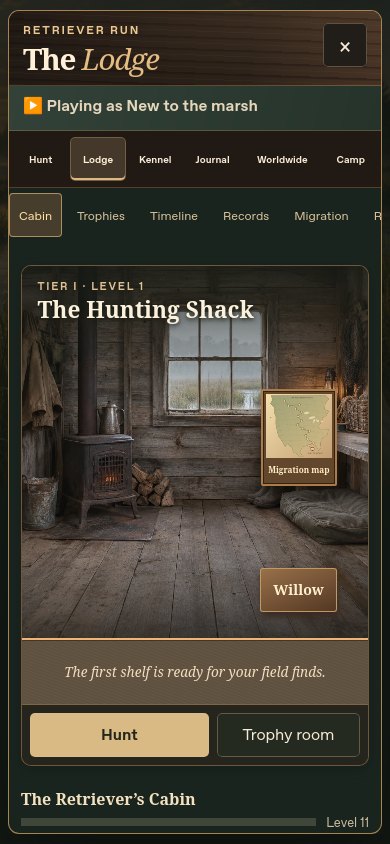 RETRIEVER RUN
The Lodge
×
▶️ Playing as New to the marsh
Hunt
Lodge
Kennel
Journal
Worldwide
Camp
Cabin
Trophies
Timeline
Records
Migration
R
TIER I · LEVEL 1
The Hunting Shack
Migration map
Willow
The first shelf is ready for your field finds.
Hunt
Trophy room
The Retriever’s Cabin
Level 11